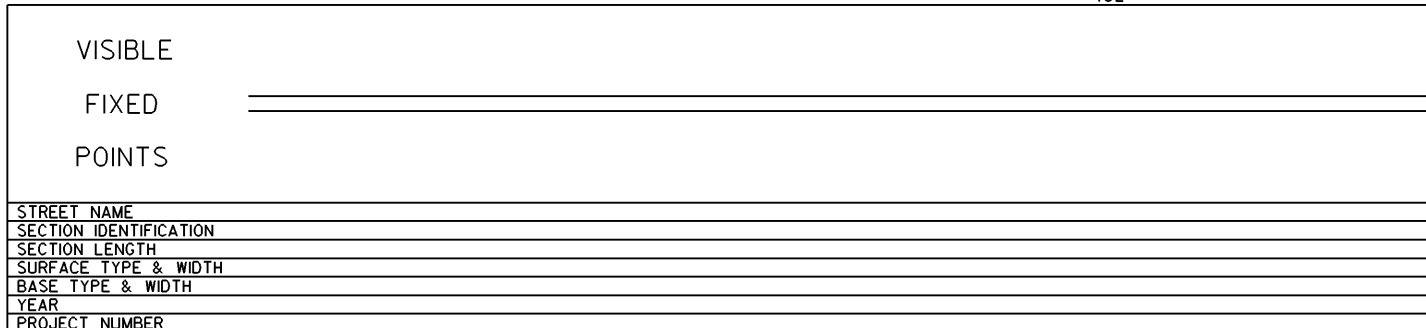 VISIBLE
FIXED
POINTS
STREET NAME
SECTION IDENTIFICATION
SECTION LENGTH
SURFACE TYPE & WIDTH
BASE TYPE & WIDTH
YEAR
PROJECT NUMBER